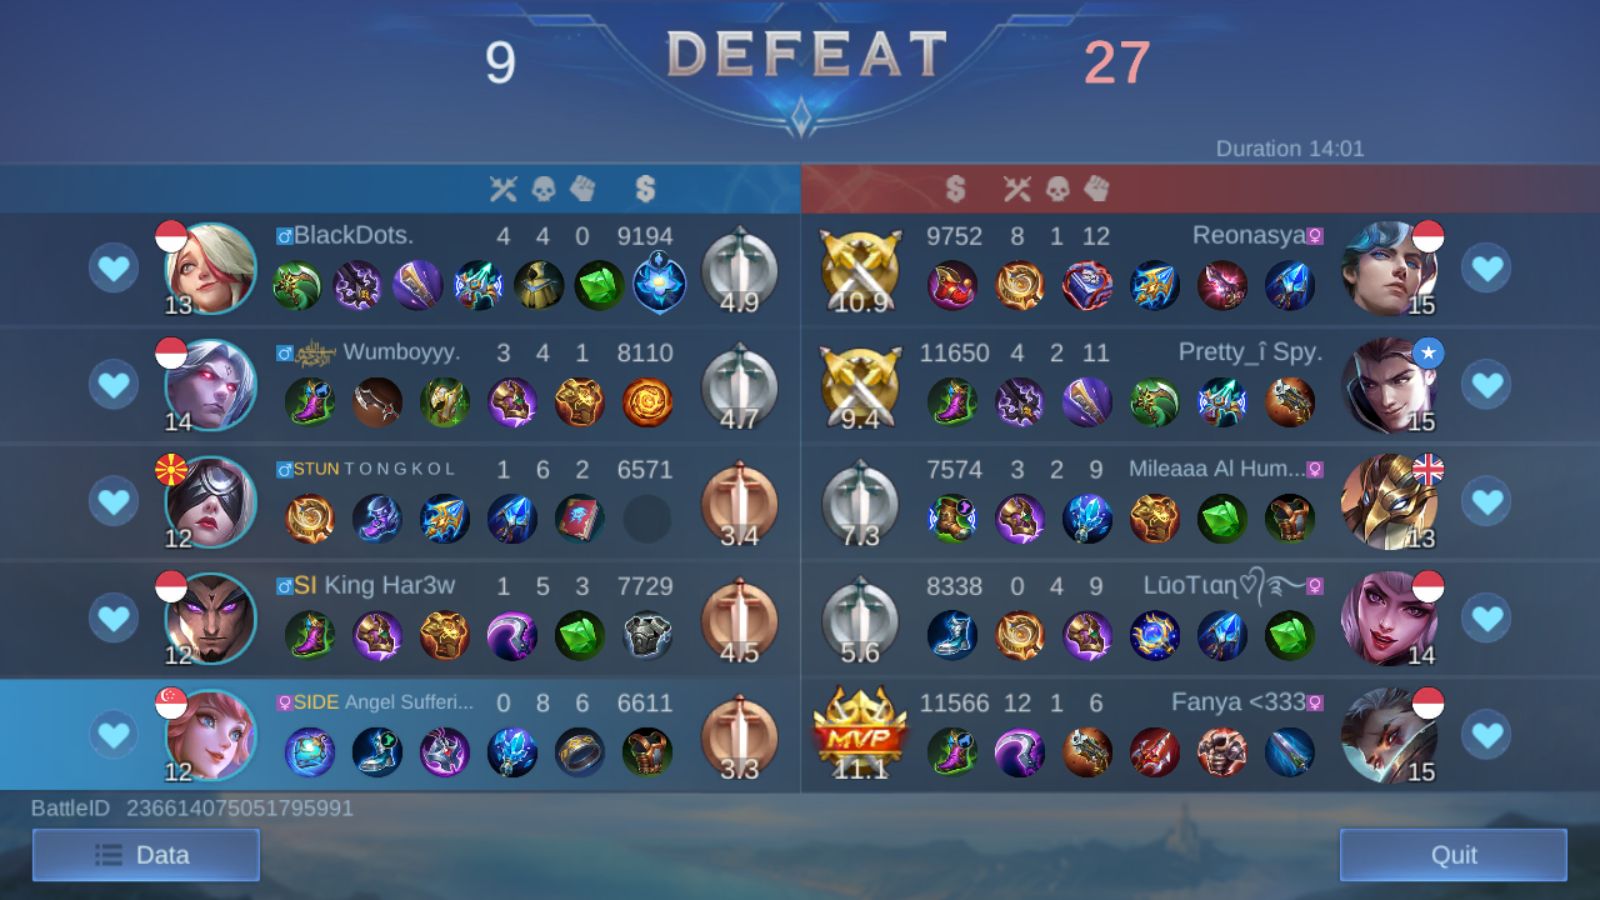 9 DEFEAT 27
Duration 14:01
BlackDots. 4 4 0 9194 4.9 13
9752 8 1 12 Reonasya 10.9 15
Wumboyyy. 3 4 1 8110 4.7 14
11650 4 2 11 Pretty_î Spy. 9.4 15
STUN T O N G K O L 1 6 2 6571 3.4 12
7574 3 2 9 Mileaaa Al Hum... 7.3 13
SI King Har3w 1 5 3 7729 4.5 12
8338 0 4 9 5.6 14
SIDE Angel Sufferi... 0 8 6 6611 3.3 12
11566 12 1 6 Fanya <333 MVP 11.1 15
BattleID 236614075051795991
Data
Quit